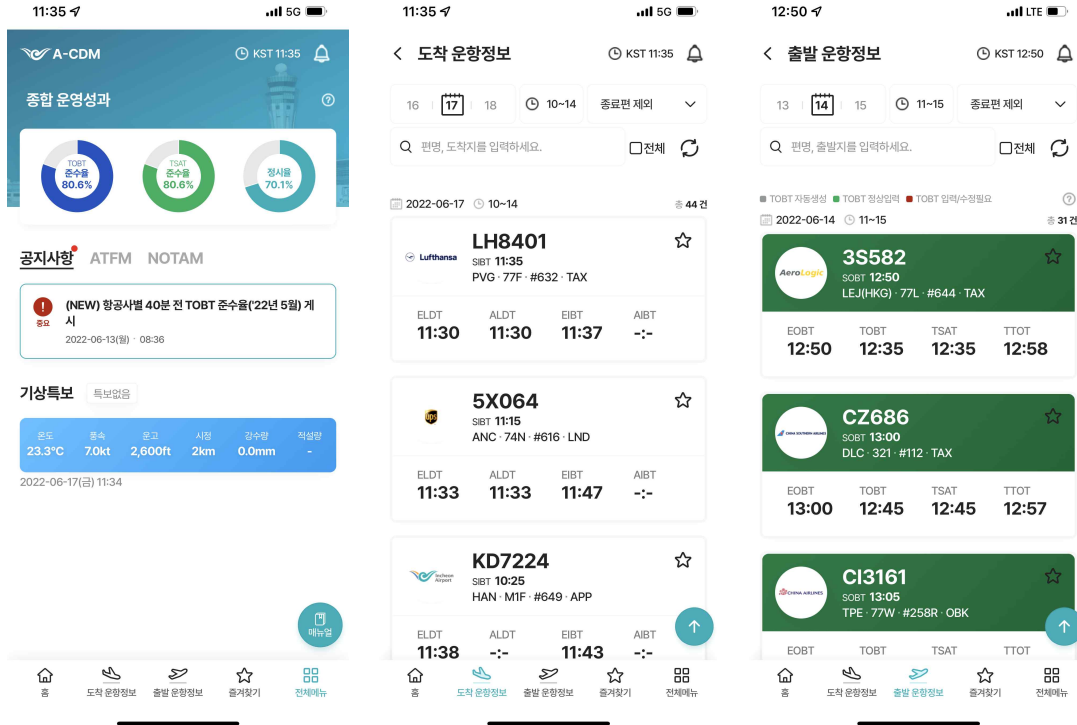 11:35
5G
A-CDM
KST 11:35
종합 운영성과
TOBT
준수율
80.6%
TSAT
준수율
80.6%
정시율
70.1%
공지사항
ATFM
NOTAM
중요
(NEW) 항공사별 40분 전 TOBT 준수율('22년 5월) 게
시
2022-06-13(월) · 08:36
기상특보
특보없음
온도
풍속
운고
시정
강수량
적설량
23.3°C
7.0kt
2,600ft
2km
0.0mm
-
2022-06-17(금) 11:34
매뉴얼
홈
도착 운항정보
출발 운항정보
즐겨찾기
전체메뉴
11:35
5G
도착 운항정보
KST 11:35
16
17
18
10~14
종료편 제외
편명, 도착지를 입력하세요.
전체
2022-06-17
10~14
총 44 건
Lufthansa
LH8401
SIBT 11:35
PVG · 77F · #632 · TAX
ELDT
ALDT
EIBT
AIBT
11:30
11:30
11:37
-:-
ups
5X064
SIBT 11:15
ANC · 74N · #616 · LND
ELDT
ALDT
EIBT
AIBT
11:33
11:33
11:47
-:-
Incheon
Airport
KD7224
SIBT 10:25
HAN · M1F · #649 · APP
ELDT
ALDT
EIBT
AIBT
11:38
-:-
11:43
-:-
홈
도착 운항정보
출발 운항정보
즐겨찾기
전체메뉴
12:50
LTE
출발 운항정보
KST 12:50
13
14
15
11~15
종료편 제외
편명, 출발지를 입력하세요.
전체
TOBT 자동생성
TOBT 정상입력
TOBT 입력/수정필요
2022-06-14
11~15
총 31 건
AeroLogic
3S582
SOBT 12:50
LEJ(HKG) · 77L · #644 · TAX
EOBT
TOBT
TSAT
TTOT
12:50
12:35
12:35
12:58
CHINA SOUTHERN AIRLINES
CZ686
SOBT 13:00
DLC · 321 · #112 · TAX
EOBT
TOBT
TSAT
TTOT
13:00
12:45
12:45
12:57
CHINA AIRLINES
CI3161
SOBT 13:05
TPE · 77W · #258R · OBK
EOBT
TOBT
TSAT
TTOT
홈
도착 운항정보
출발 운항정보
즐겨찾기
전체메뉴